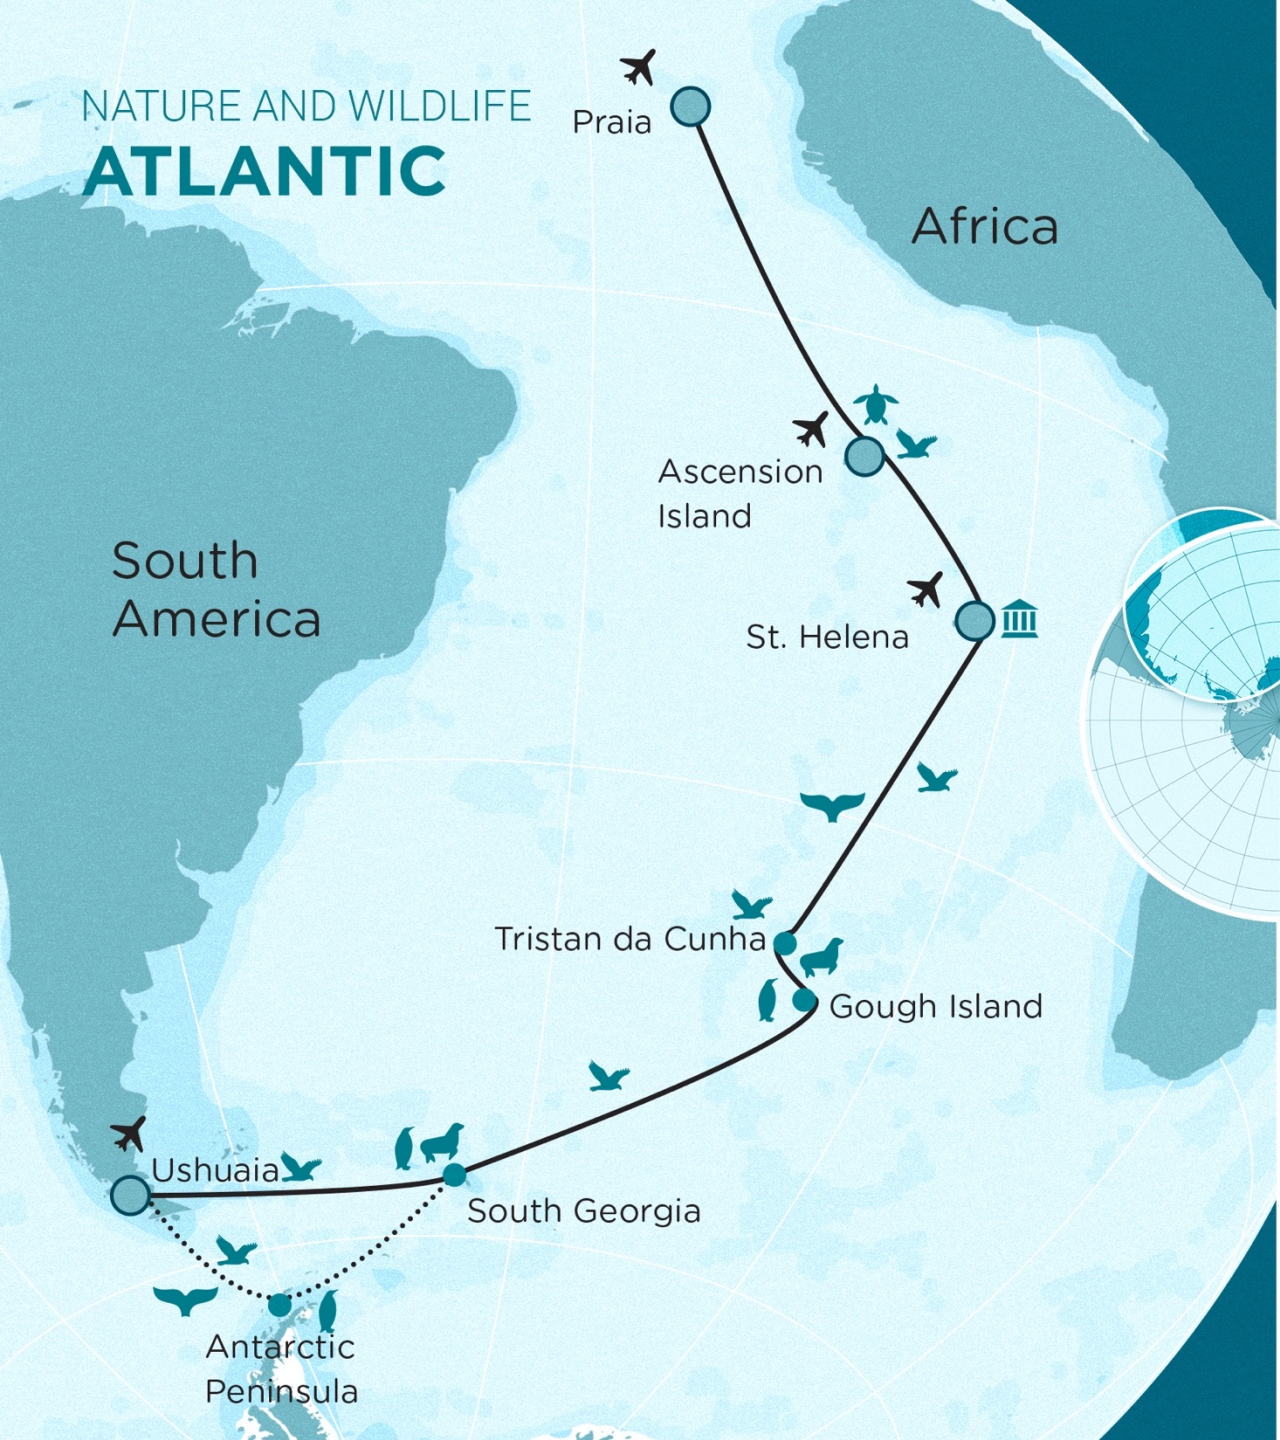 NATURE AND WILDLIFE
ATLANTIC
Praia
Africa
Ascension
Island
South
America
St. Helena
Tristan da Cunha
Gough Island
Ushuaia
South Georgia
Antarctic
Peninsula